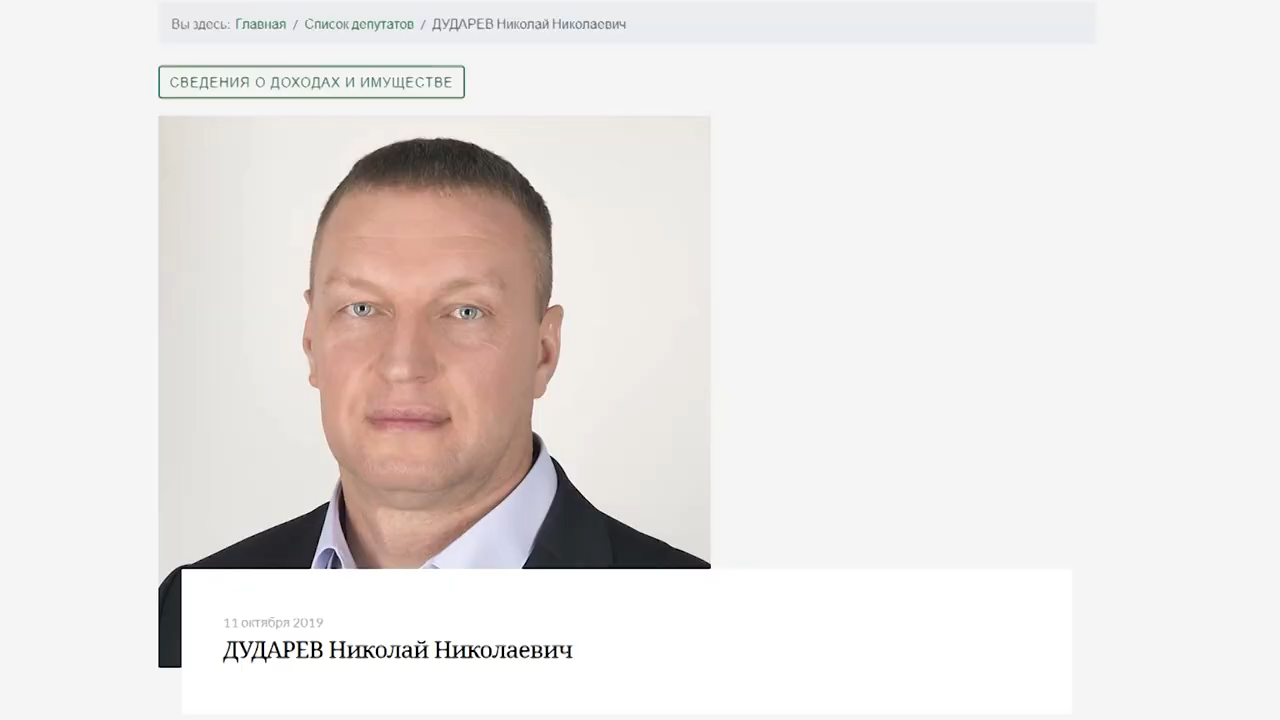 Вы здесь: Главная / Список депутатов / ДУДАРЕВ Николай Николаевич
СВЕДЕНИЯ О ДОХОДАХ И ИМУЩЕСТВЕ
11 октября 2019
ДУДАРЕВ Николай Николаевич